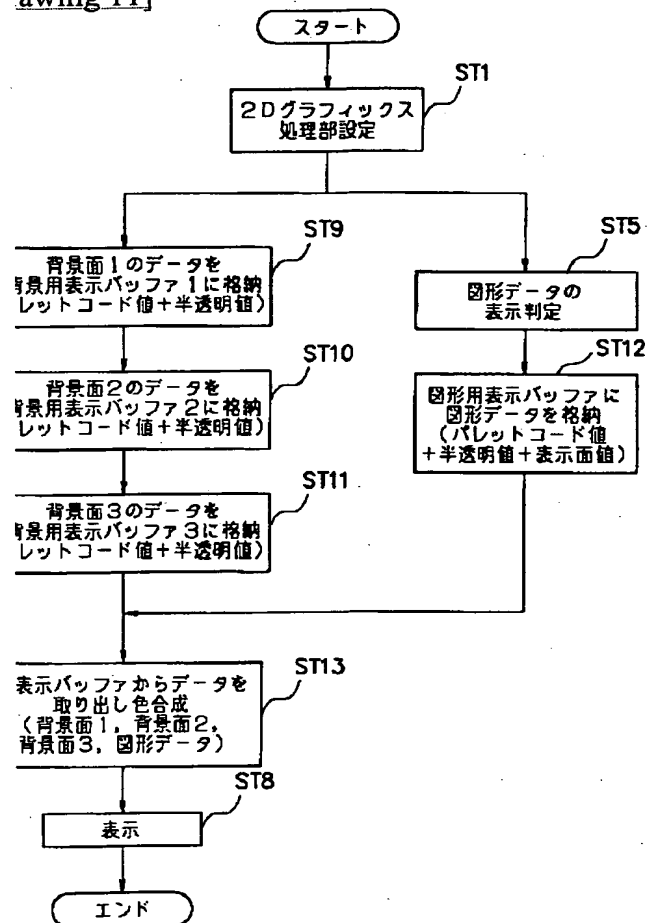 awing 11]
スタート
ST1
2Dグラフィックス
処理部設定
ST9
背景面1のデータを
背景用表示バッファ1に格納
レットコード値+半透明値)
ST5
図形データの
表示判定
ST10
背景面2のデータを
背景用表示バッファ2に格納
レットコード値+半透明値)
ST12
図形用表示バッファに
図形データを格納
(パレットコード値
+半透明値+表示面値)
ST11
背景面3のデータを
背景用表示バッファ3に格納
レットコード値+半透明値)
ST13
表示バッファからデータを
取り出し色合成
(背景面1, 背景面2,
背景面3, 図形データ)
ST8
表示
エンド